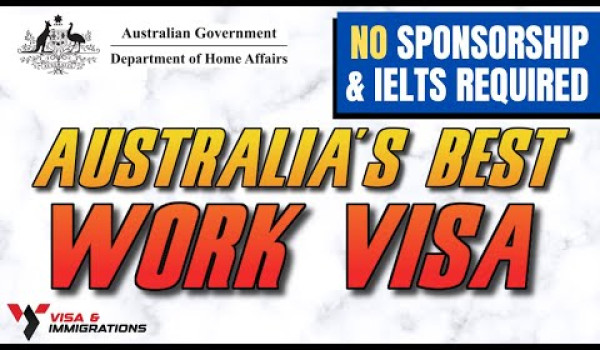 Australian Government
Department of Home Affairs
NO SPONSORSHIP
& IELTS REQUIRED
AUSTRALIA'S BEST
WORK VISA
VISA &
IMMIGRATIONS